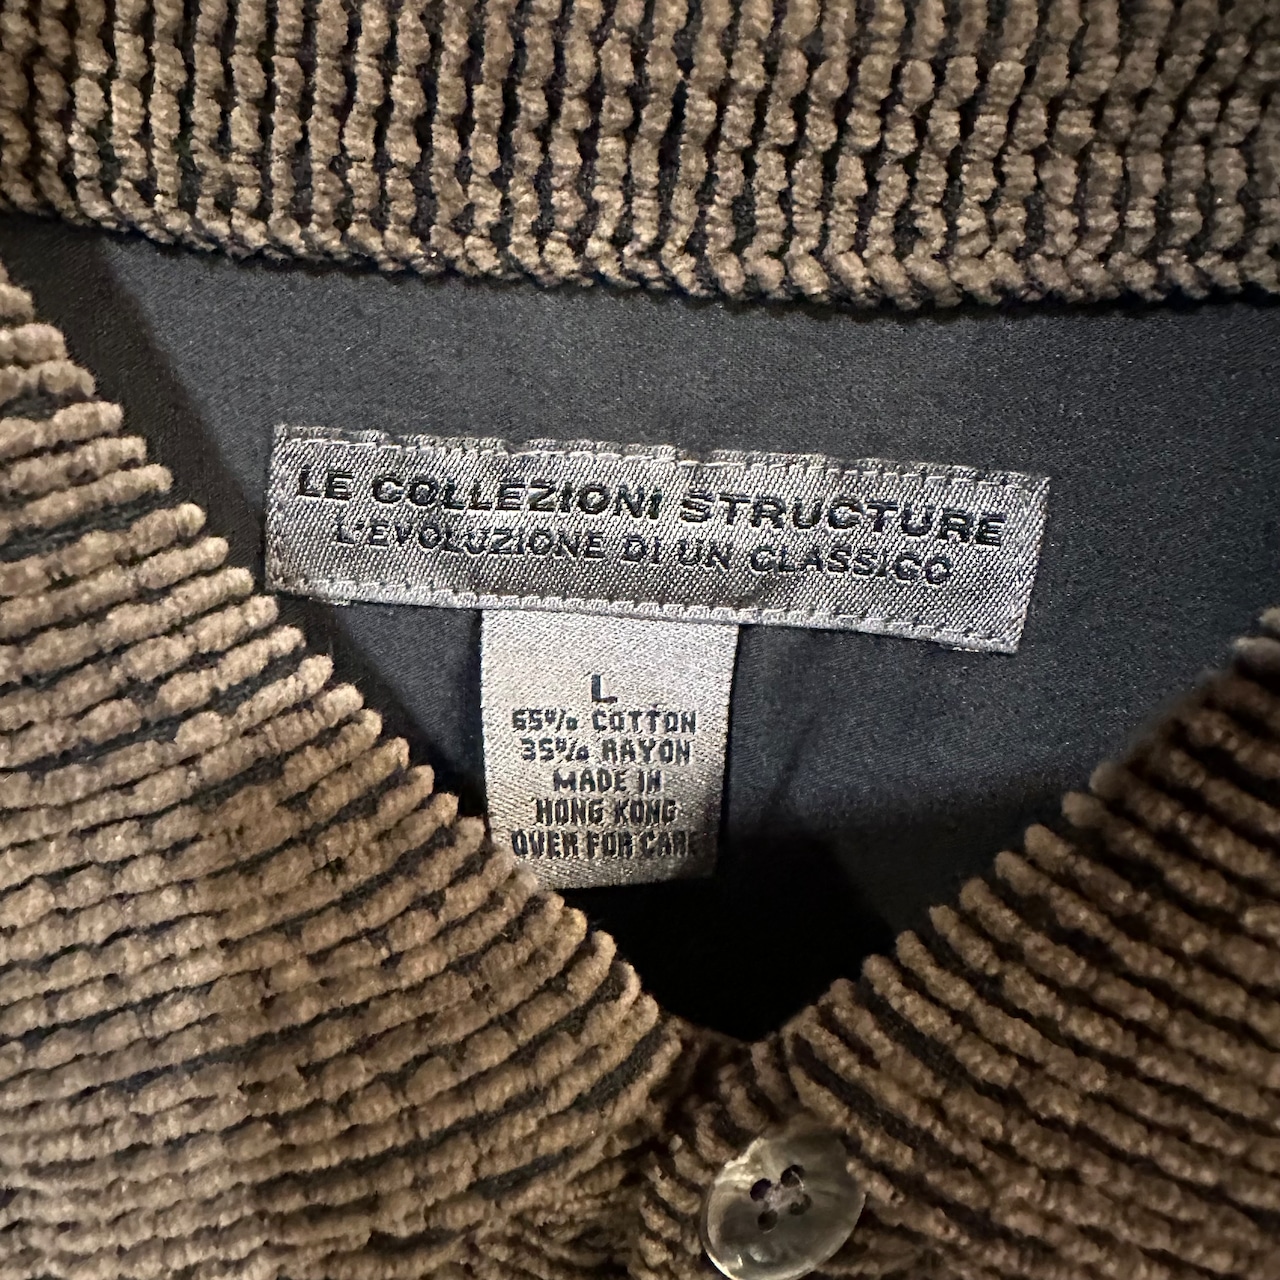 LE COLLEZIONI STRUCTURE
L'EVOLUZIONE DI UN CLASSICO
L
65% COTTON
35% RAYON
MADE IN
HONG KONG
OVER FOR CARE